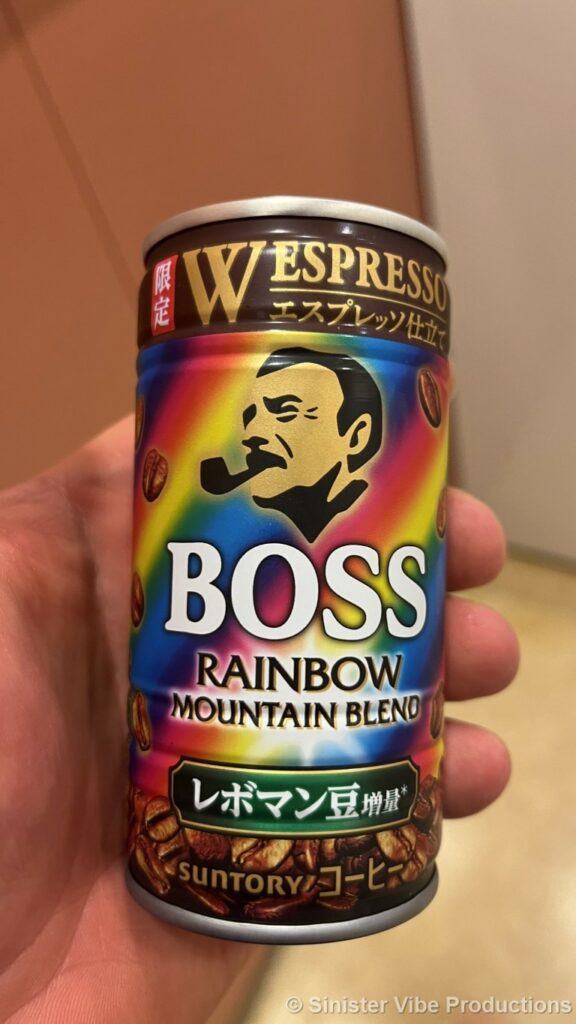 限定
W ESPRESSO
エスプレッソ仕立て
BOSS
RAINBOW
MOUNTAIN BLEND
レボマン豆増量*
SUNTORY コーヒー
© Sinister Vibe Productions